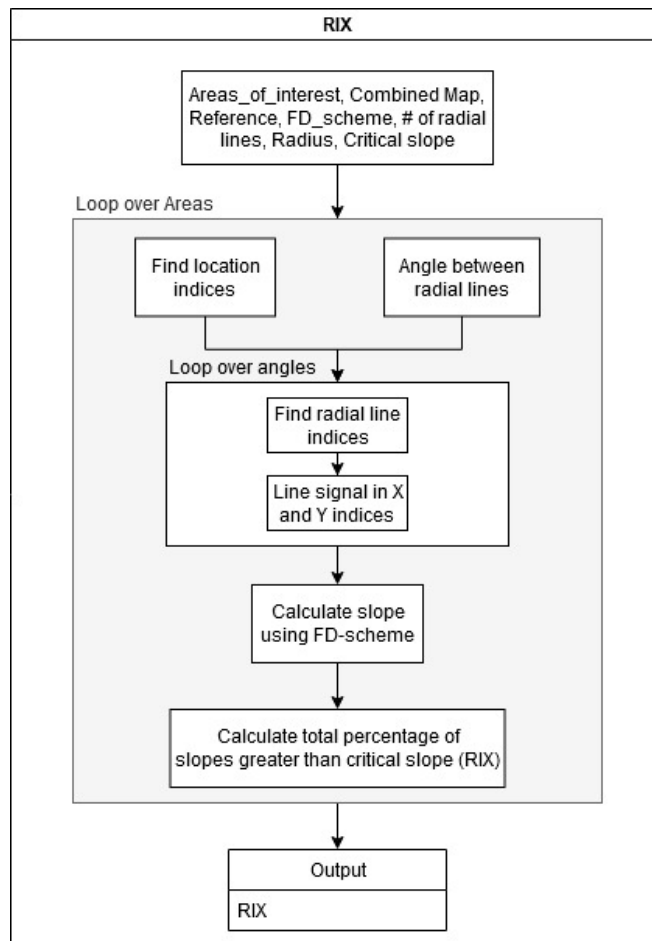 RIX
Areas_of_interest, Combined Map,
Reference, FD_scheme, # of radial
lines, Radius, Critical slope
Loop over Areas
Find location
indices
Angle between
radial lines
Loop over angles
Find radial line
indices
Line signal in X
and Y indices
Calculate slope
using FD-scheme
Calculate total percentage of
slopes greater than critical slope (RIX)
Output
RIX